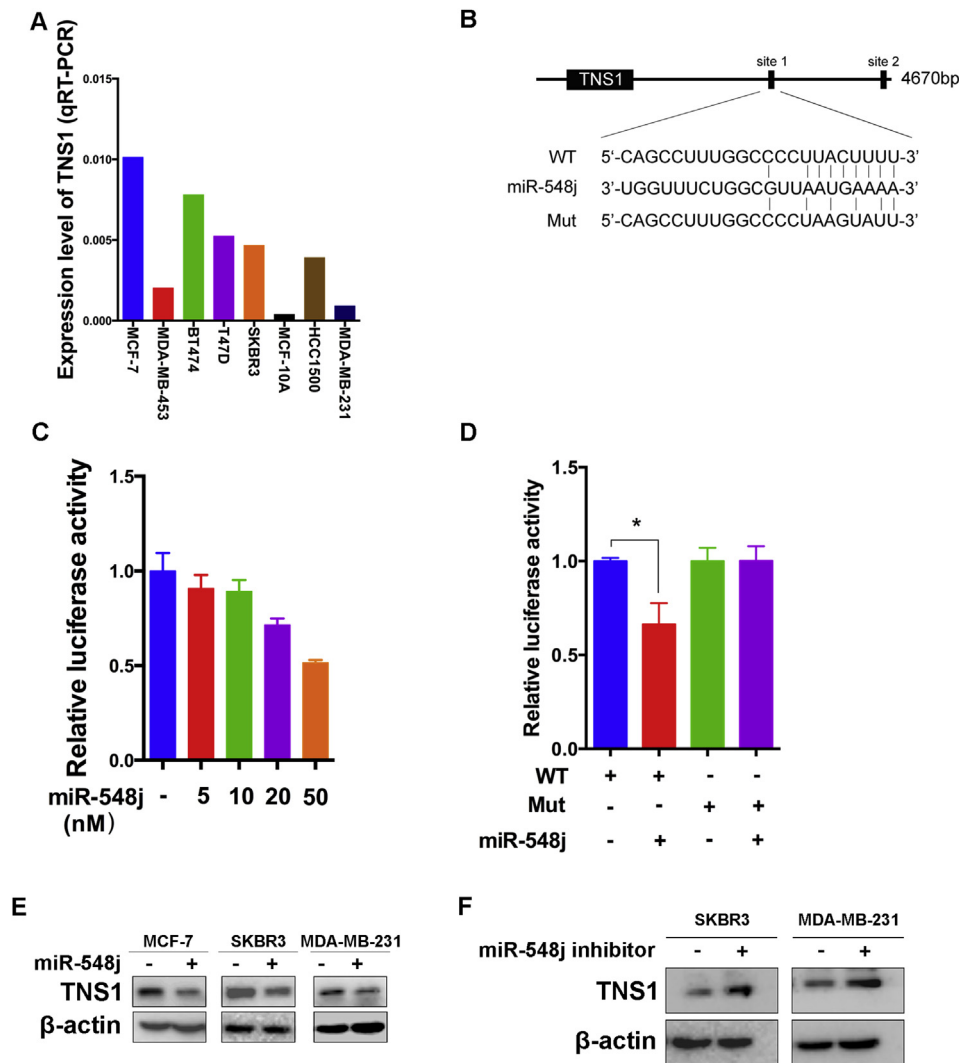 A
Expression level of TNS1 (qRT-PCR)
0.015
0.010
0.005
0.000
MCF-7
MDA-MB-453
BT474
T47D
SKBR3
MCF-10A
HCC1500
MDA-MB-231
B
site 1
site 2
TNS1
4670bp
WT 5‘-CAGCCUUUGGCCCCUUACUUUU-3’
miR-548j 3’-UGGUUUCUGGCGUUAAUGAAAA-5’
Mut 5‘-CAGCCUUUGGCCCCUAAGUAUU-3’
C
Relative luciferase activity
1.5
1.0
0.5
0.0
miR-548j - 5 10 20 50
(nM)
D
Relative luciferase activity
1.5
1.0
0.5
0.0
*
WT + + - -
Mut - - + +
miR-548j - + - +
E
MCF-7 SKBR3 MDA-MB-231
miR-548j - + - + - +
TNS1
β-actin
F
SKBR3 MDA-MB-231
miR-548j inhibitor - + - +
TNS1
β-actin